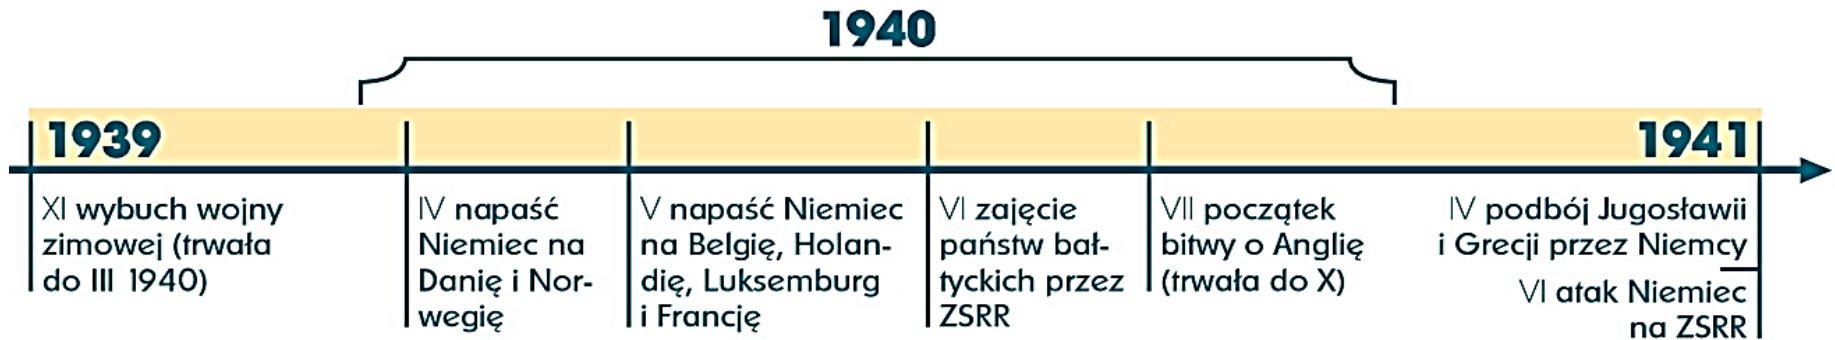 1940
1939
1941
XI wybuch wojny
zimowej (trwała
do III 1940)
IV napaść
Niemiec na
Danię i Nor-
wegię
V napaść Niemiec
na Belgię, Holan-
dię, Luksemburg
i Francję
VI zajęcie
państw bał-
tyckich przez
ZSRR
VII początek
bitwy o Anglię
(trwała do X)
IV podbój Jugosławii
i Grecji przez Niemcy
VI atak Niemiec
na ZSRR